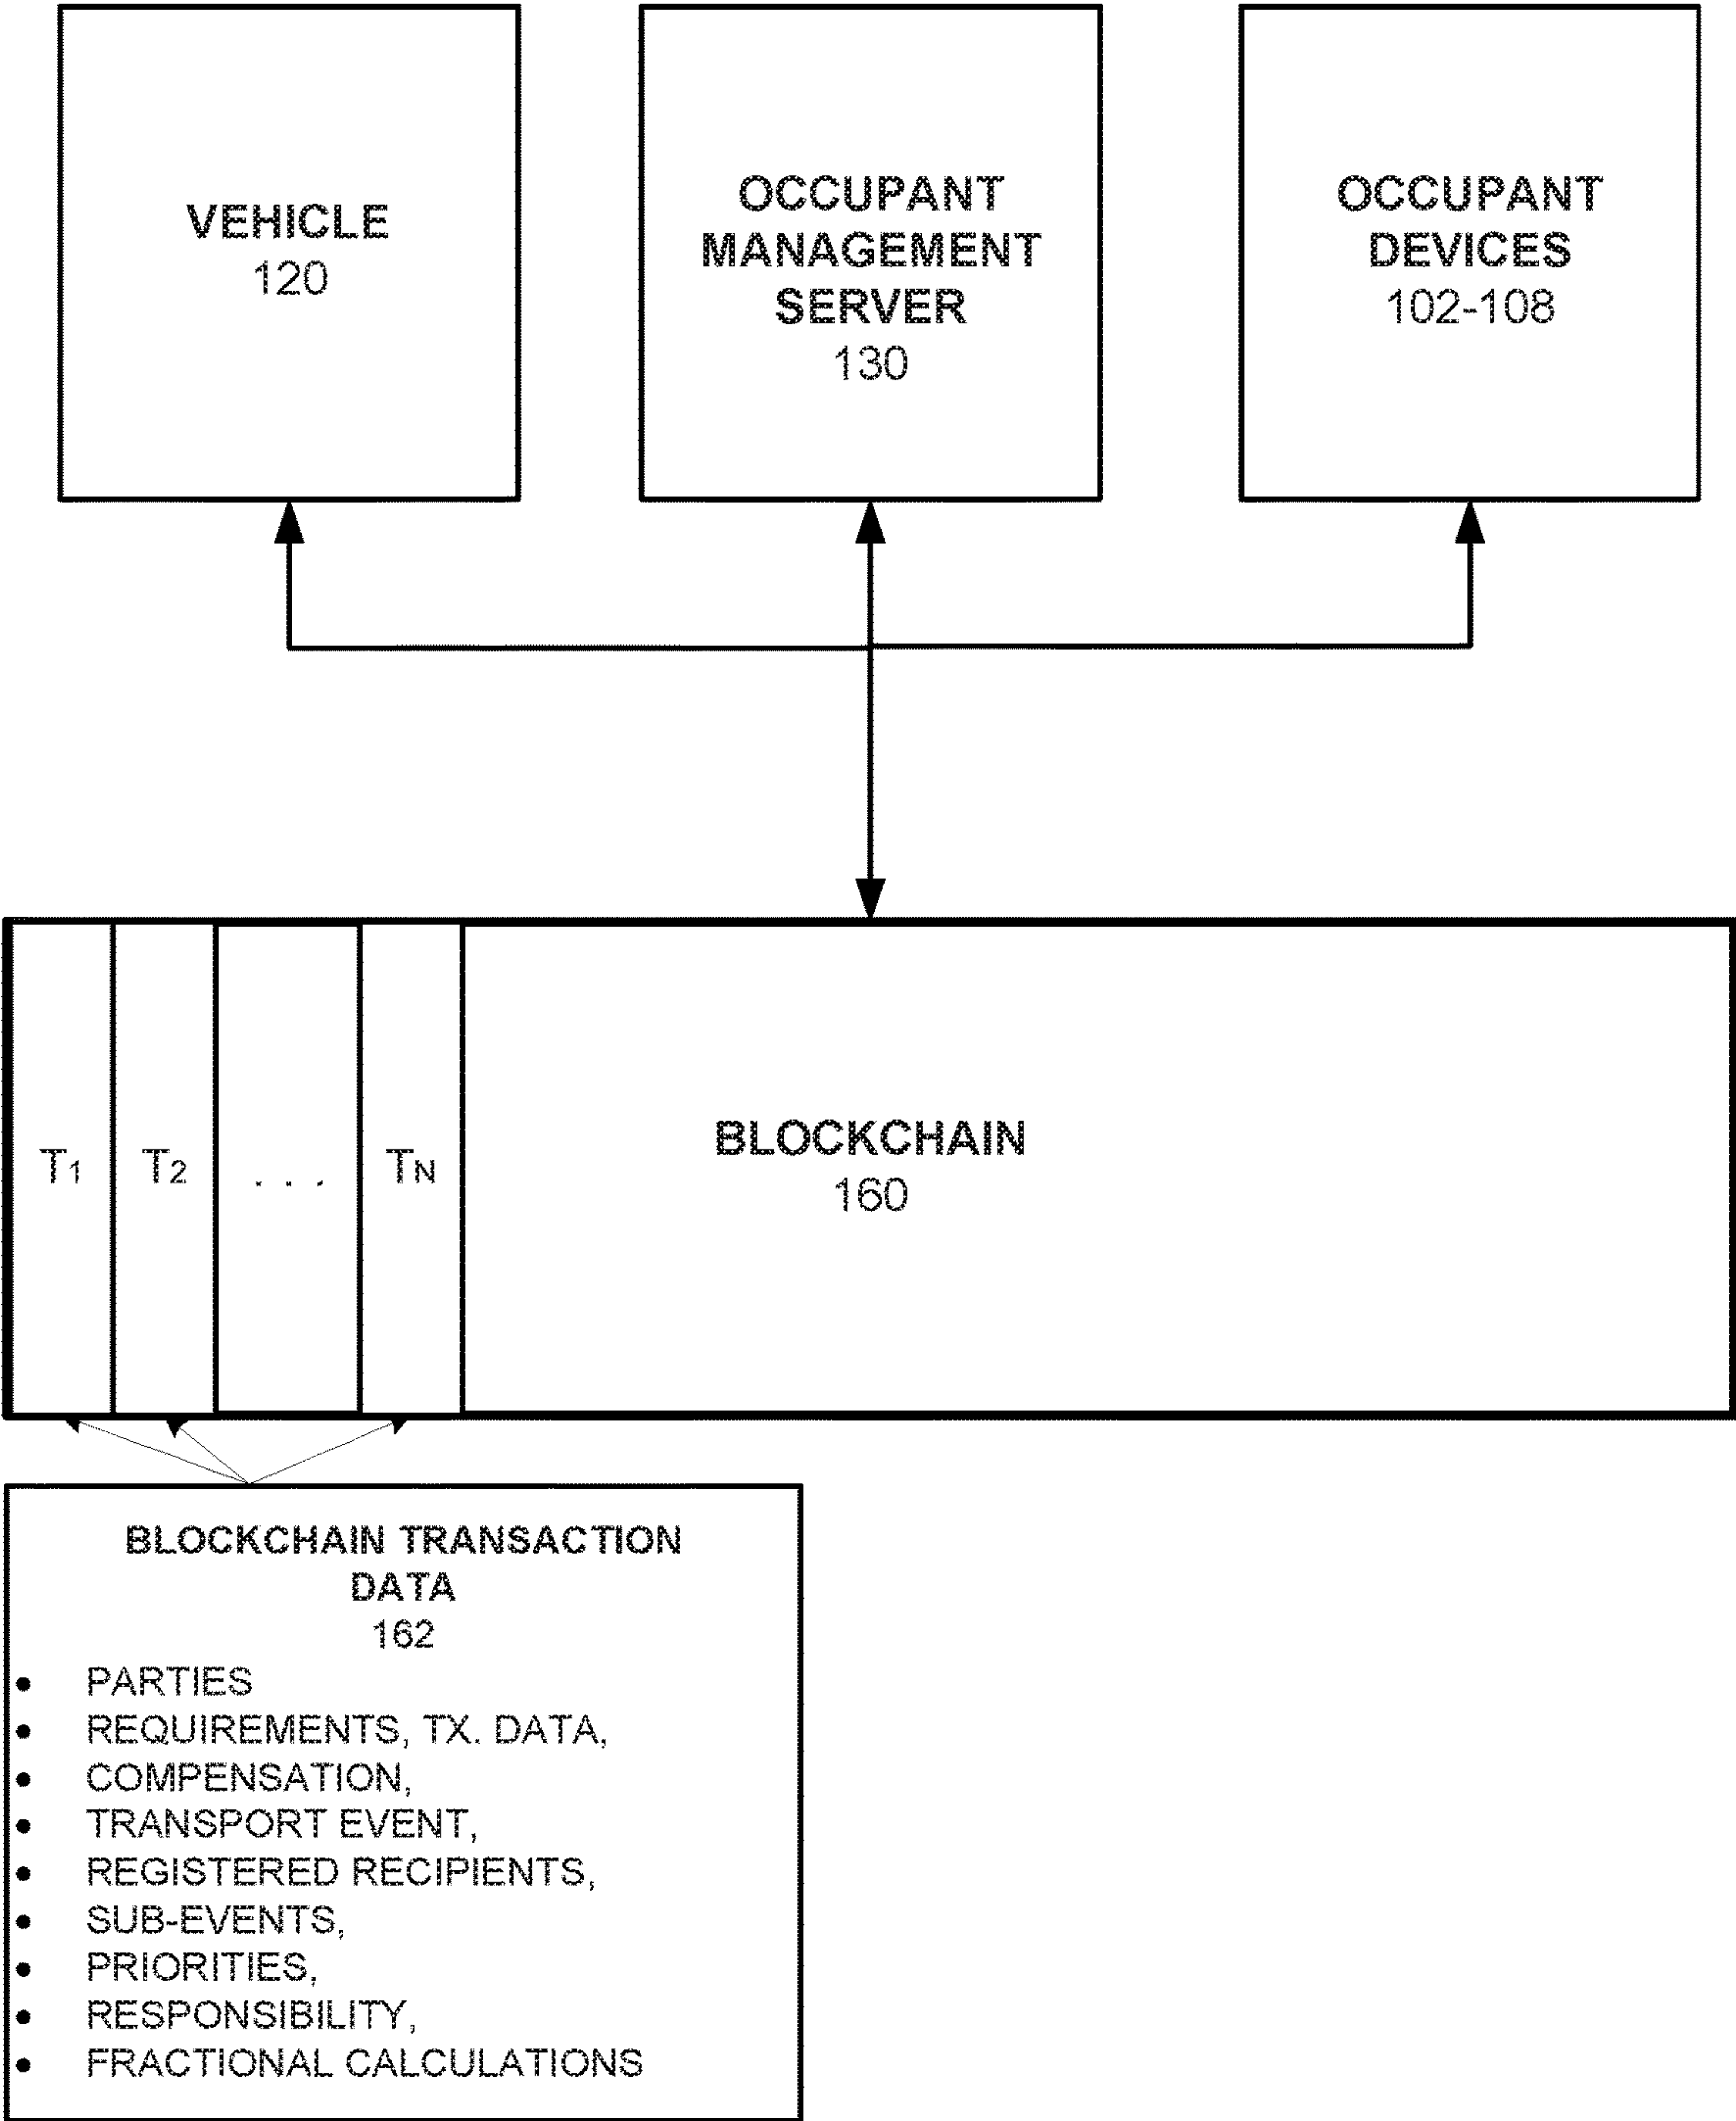 VEHICLE
120
OCCUPANT
MANAGEMENT
SERVER
130
OCCUPANT
DEVICES
102-108
T1
T2
. . .
TN
BLOCKCHAIN
160
BLOCKCHAIN TRANSACTION
DATA
162
• PARTIES
• REQUIREMENTS, TX. DATA,
• COMPENSATION,
• TRANSPORT EVENT,
• REGISTERED RECIPIENTS,
• SUB-EVENTS,
• PRIORITIES,
• RESPONSIBILITY,
• FRACTIONAL CALCULATIONS